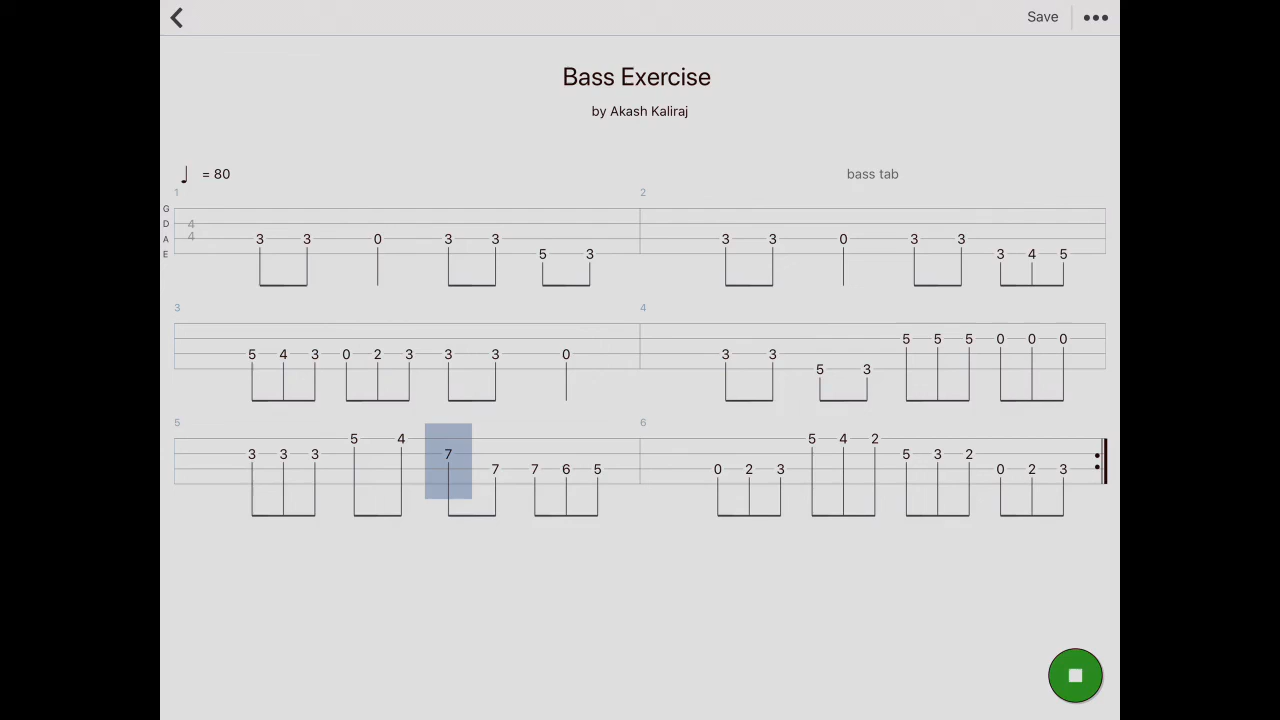 Save
Bass Exercise
by Akash Kaliraj
♩ = 80
bass tab
1 2
G
D 4
A 4 3 3 0 3 3 3 3 0 3 3
E 5 3 3 4 5
3 4
5 5 5 0 0 0
5 4 3 0 2 3 3 3 0 3 3
5 3
5 6
5 4 5 4 2
3 3 3 7 5 3 2
7 7 6 5 0 2 3 0 2 3